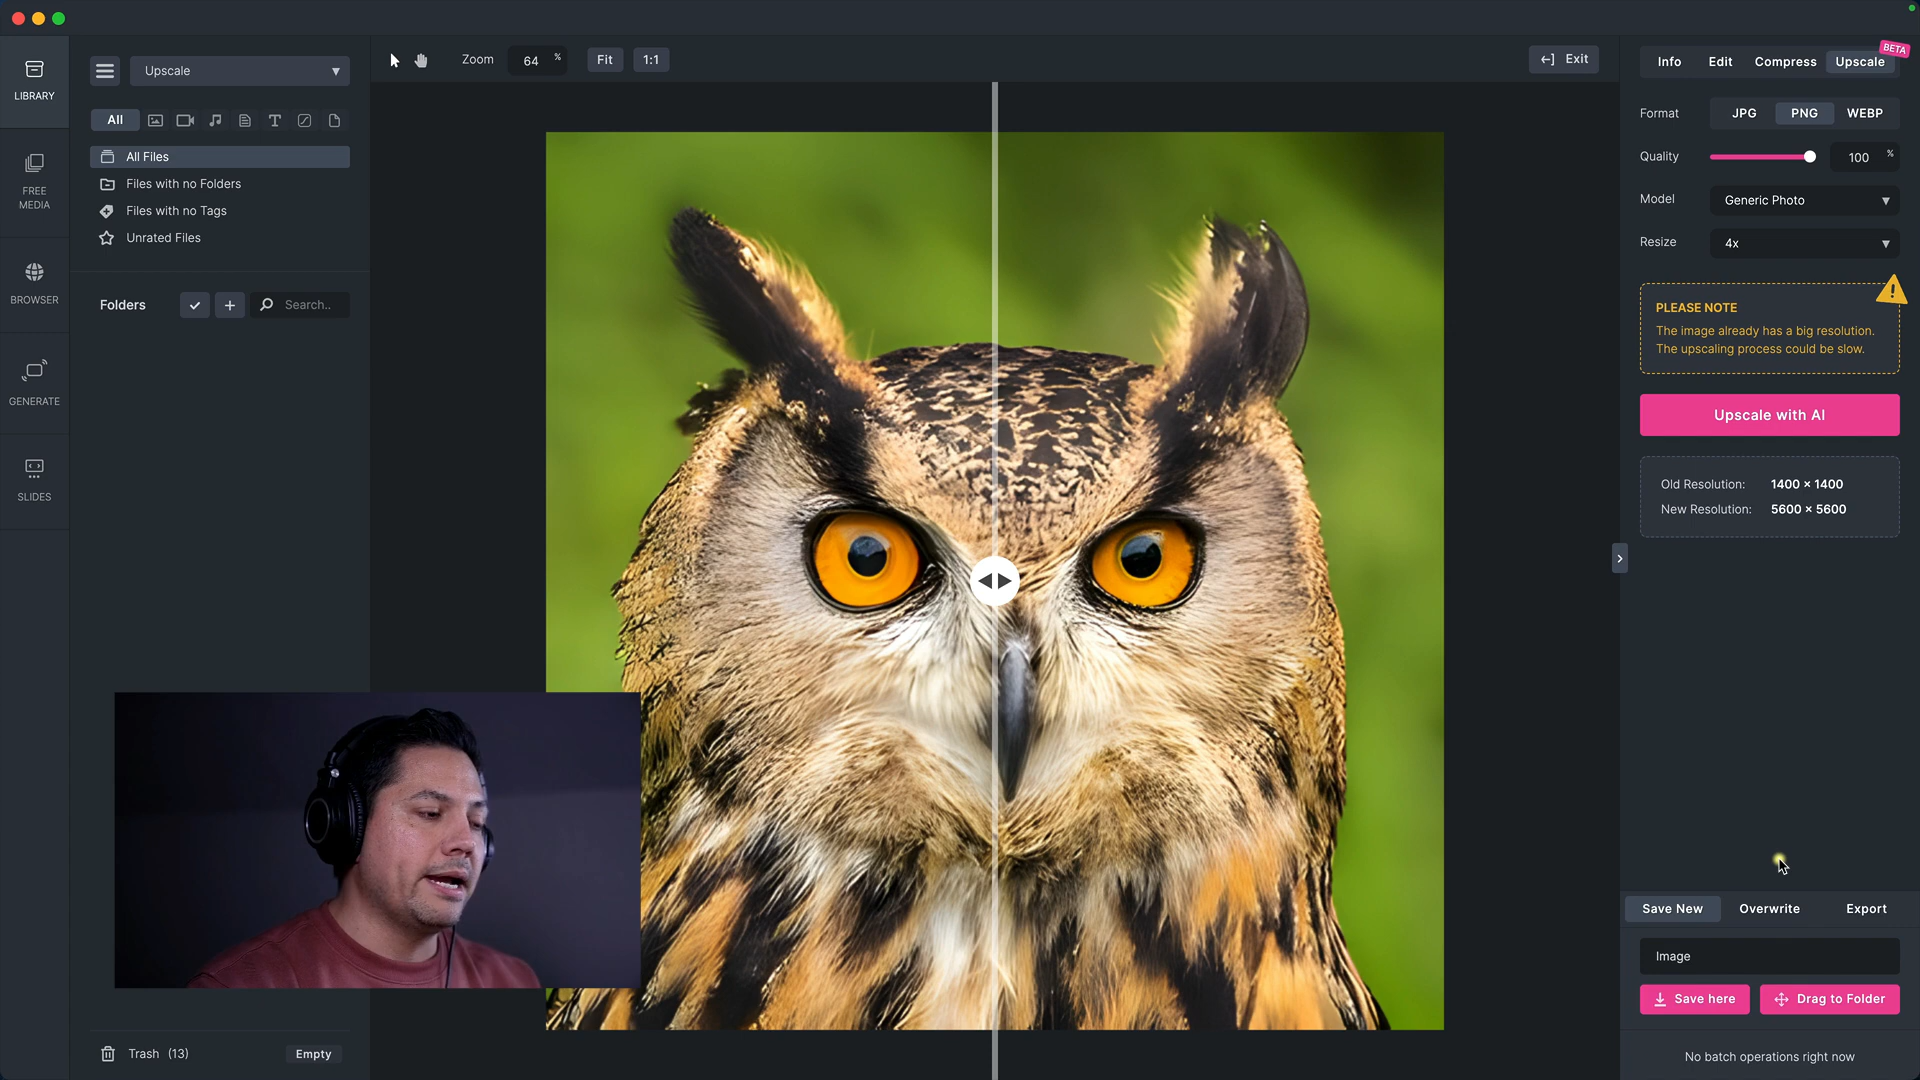 LIBRARY
FREE
MEDIA
BROWSER
GENERATE
SLIDES
Upscale
All
All Files
Files with no Folders
Files with no Tags
Unrated Files
Folders
Search..
Trash (13)
Empty
Zoom
64 %
Fit
1:1
Exit
BETA
Info
Edit
Compress
Upscale
Format
JPG
PNG
WEBP
Quality
100 %
Model
Generic Photo
Resize
4x
PLEASE NOTE
The image already has a big resolution.
The upscaling process could be slow.
Upscale with AI
Old Resolution: 1400 × 1400
New Resolution: 5600 × 5600
Save New
Overwrite
Export
Image
Save here
Drag to Folder
No batch operations right now